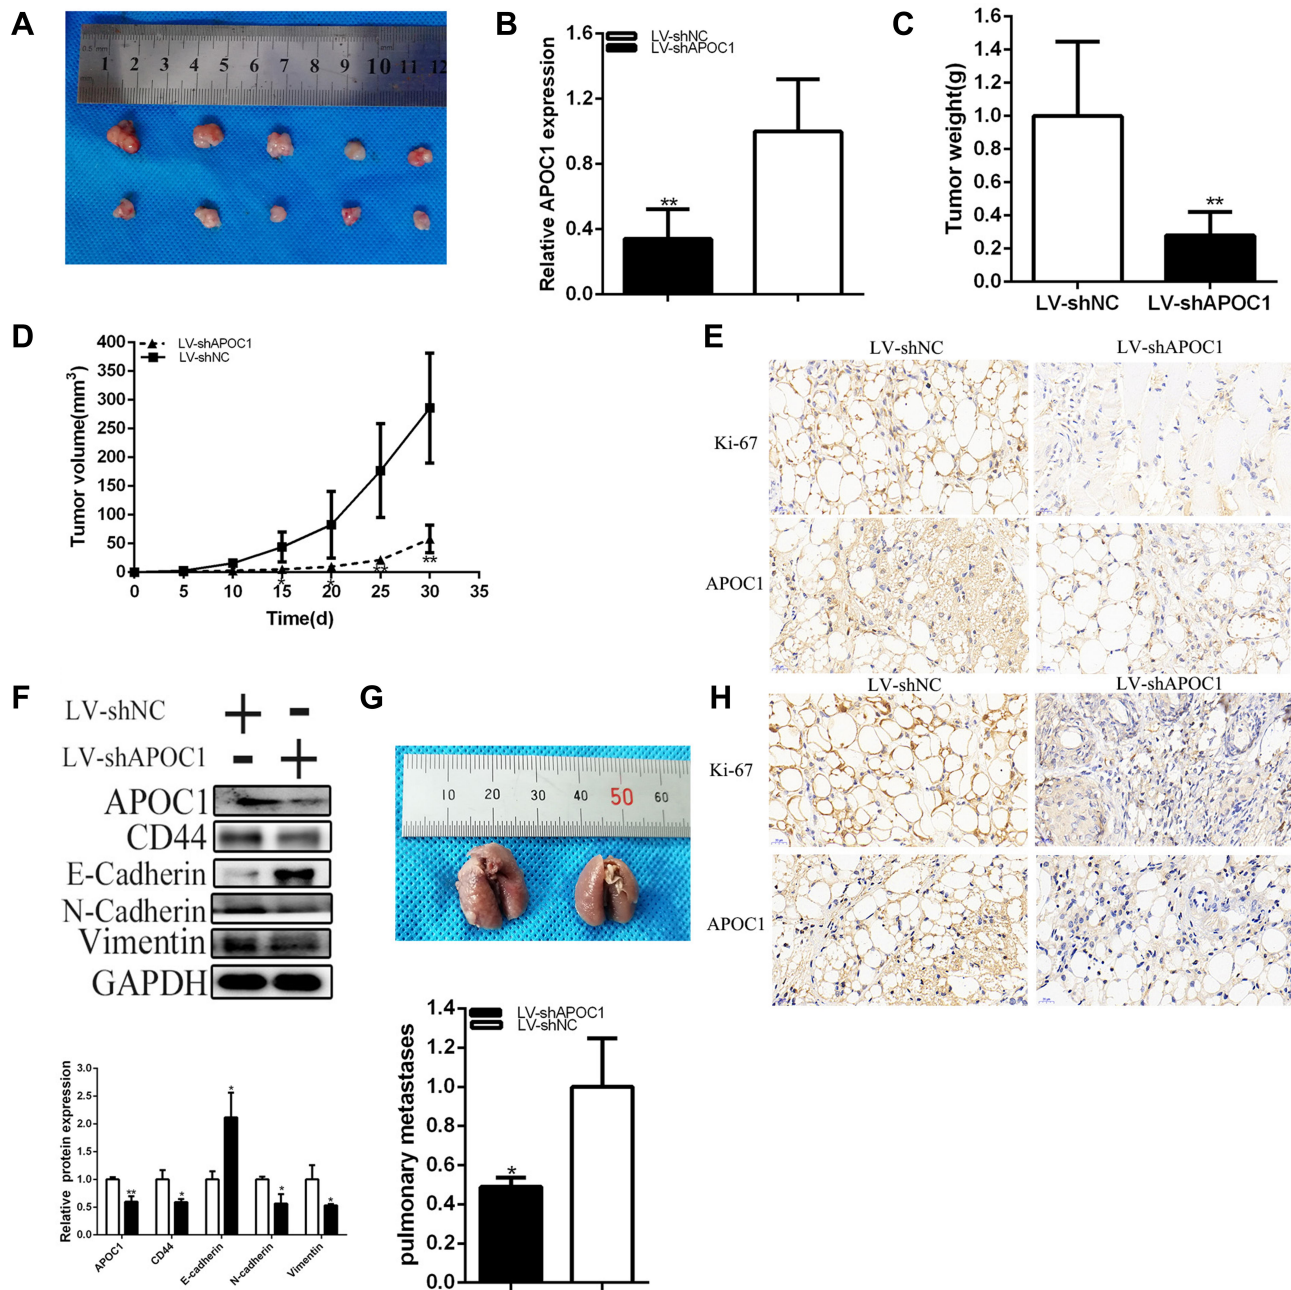 A
0.5 mm
mm
1 2 3 4 5 6 7 8 9 10 11 12
B
LV-shNC
LV-shAPOC1
Relative APOC1 expression
1.6
1.2
0.8
0.4
0.0
**
C
Tumor weight(g)
1.6
1.4
1.2
1.0
0.8
0.6
0.4
0.2
0.0
**
LV-shNC LV-shAPOC1
D
LV-shAPOC1
LV-shNC
Tumor volume(mm3)
400
350
300
250
200
150
100
50
0
* * ** **
0 5 10 15 20 25 30 35
Time(d)
E
LV-shNC LV-shAPOC1
Ki-67
APOC1
F
LV-shNC + -
LV-shAPOC1 - +
APOC1
CD44
E-Cadherin
N-Cadherin
Vimentin
GAPDH
Relative protein expression
3.0
2.5
2.0
1.5
1.0
0.5
0.0
** * * * *
APOC1 CD44 E-cadherin N-cadherin Vimentin
G
10 20 30 40 50 60
LV-shAPOC1
LV-shNC
pulmonary metastases
1.4
1.2
1.0
0.8
0.6
0.4
0.2
0.0
*
H
LV-shNC LV-shAPOC1
Ki-67
APOC1